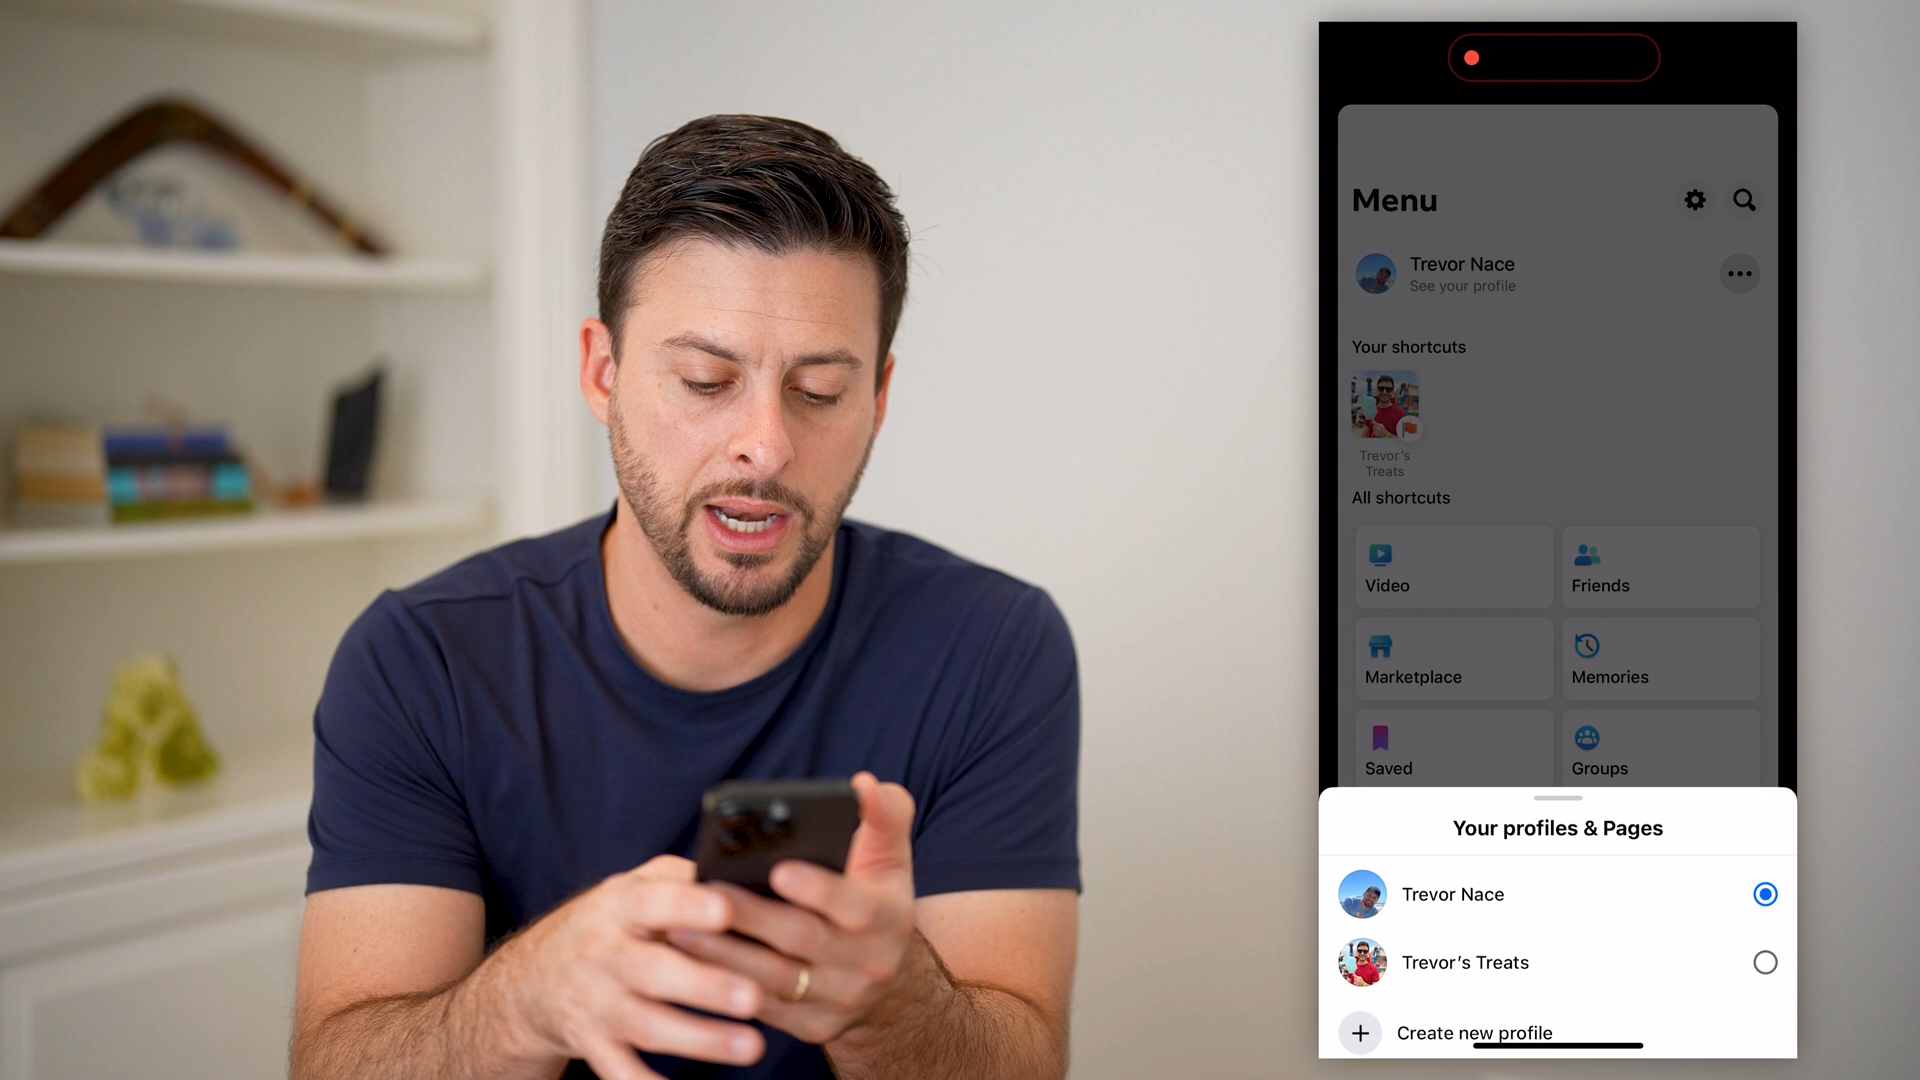 Menu
Trevor Nace
See your profile
Your shortcuts
Trevor's
Treats
All shortcuts
Video
Friends
Marketplace
Memories
Saved
Groups
Your profiles & Pages
Trevor Nace
Trevor’s Treats
Create new profile